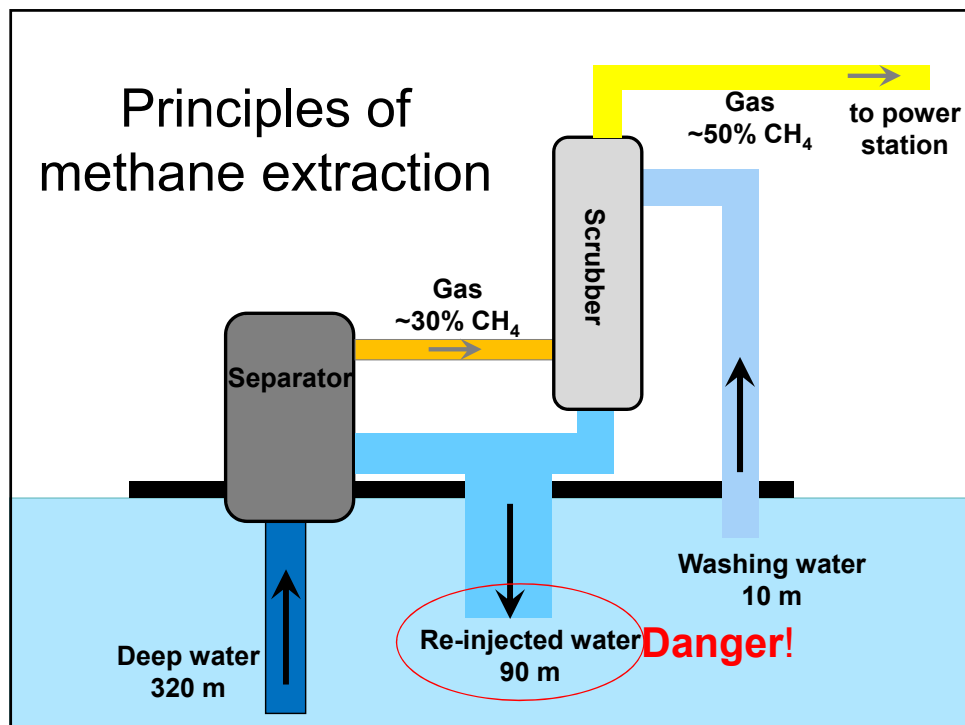 Principles of
methane extraction
Gas
~50% CH₄
to power
station
Scrubber
Gas
~30% CH₄
Separator
Washing water
10 m
Deep water
320 m
Re-injected water
90 m
Danger!